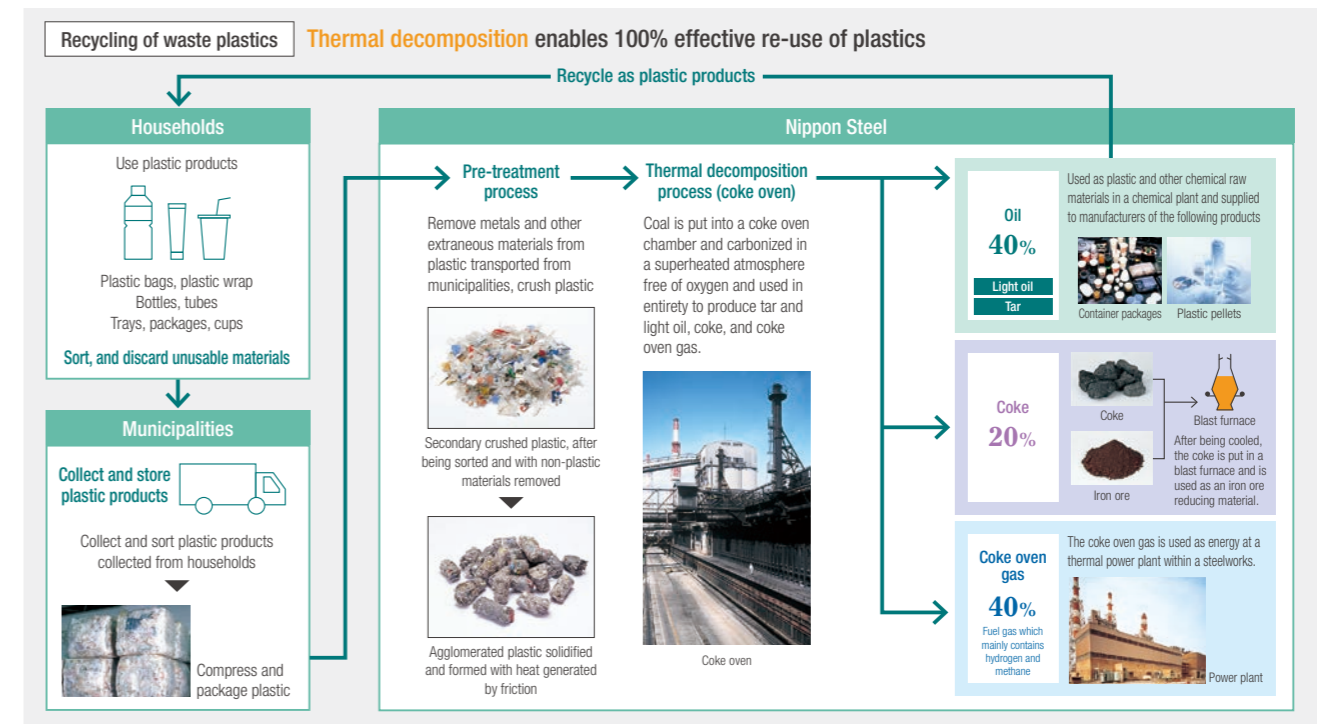 Recycling of waste plastics
Thermal decomposition enables 100% effective re-use of plastics
Recycle as plastic products
Households
Use plastic products
Plastic bags, plastic wrap
Bottles, tubes
Trays, packages, cups
Sort, and discard unusable materials
Municipalities
Collect and store
plastic products
Collect and sort plastic products
collected from households
Compress and
package plastic
Nippon Steel
Pre-treatment
process
Remove metals and other
extraneous materials from
plastic transported from
municipalities, crush plastic
Secondary crushed plastic, after
being sorted and with non-plastic
materials removed
Agglomerated plastic solidified
and formed with heat generated
by friction
Thermal decomposition
process (coke oven)
Coal is put into a coke oven
chamber and carbonized in
a superheated atmosphere
free of oxygen and used in
entirety to produce tar and
light oil, coke, and coke
oven gas.
Coke oven
Oil
40%
Light oil
Tar
Used as plastic and other chemical raw
materials in a chemical plant and supplied
to manufacturers of the following products
Container packages
Plastic pellets
Coke
20%
Coke
Iron ore
Blast furnace
After being cooled,
the coke is put in a
blast furnace and is
used as an iron ore
reducing material.
Coke oven
gas
40%
Fuel gas which
mainly contains
hydrogen and
methane
The coke oven gas is used as energy at a
thermal power plant within a steelworks.
Power plant